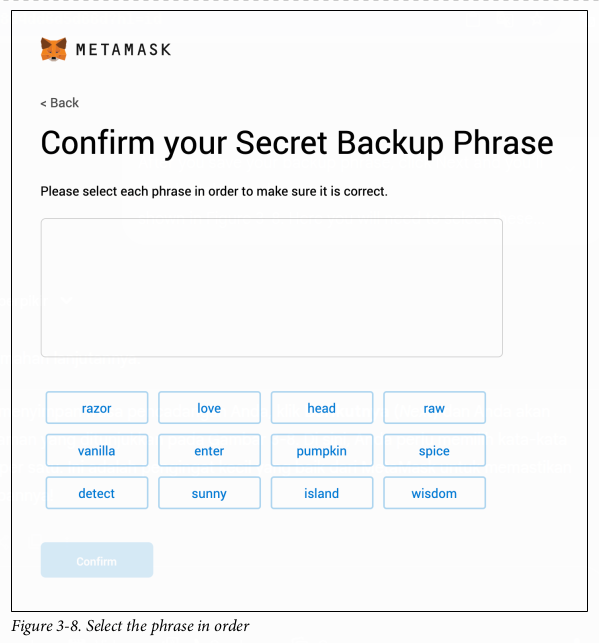 METAMASK
< Back
Confirm your Secret Backup Phrase
Please select each phrase in order to make sure it is correct.
razor love head raw
vanilla enter pumpkin spice
detect sunny island wisdom
Confirm
Figure 3-8. Select the phrase in order